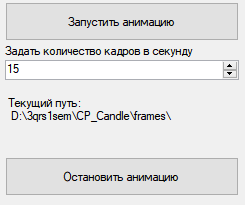 Запустить анимацию
Задать количество кадров в секунду
15
Текущий путь:
D:\3qrs1sem\CP_Candle\frames\
Остановить анимацию